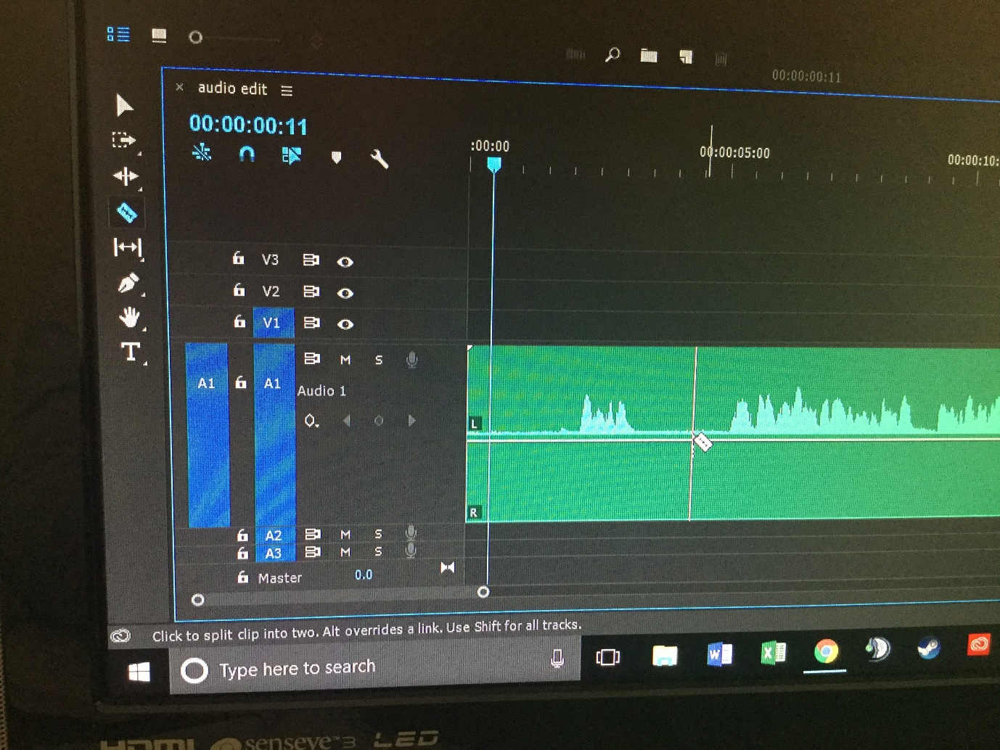 00:00:00:11
audio edit
00:00:00:11
:00:00
00:00:05:00
00:00:10:
V3
V2
V1
A1
A1
M
S
Audio 1
L
R
A2
M
S
A3
M
S
Master
0.0
Click to split clip into two. Alt overrides a link. Use Shift for all tracks.
Type here to search
HDMI
senseye™3
LED